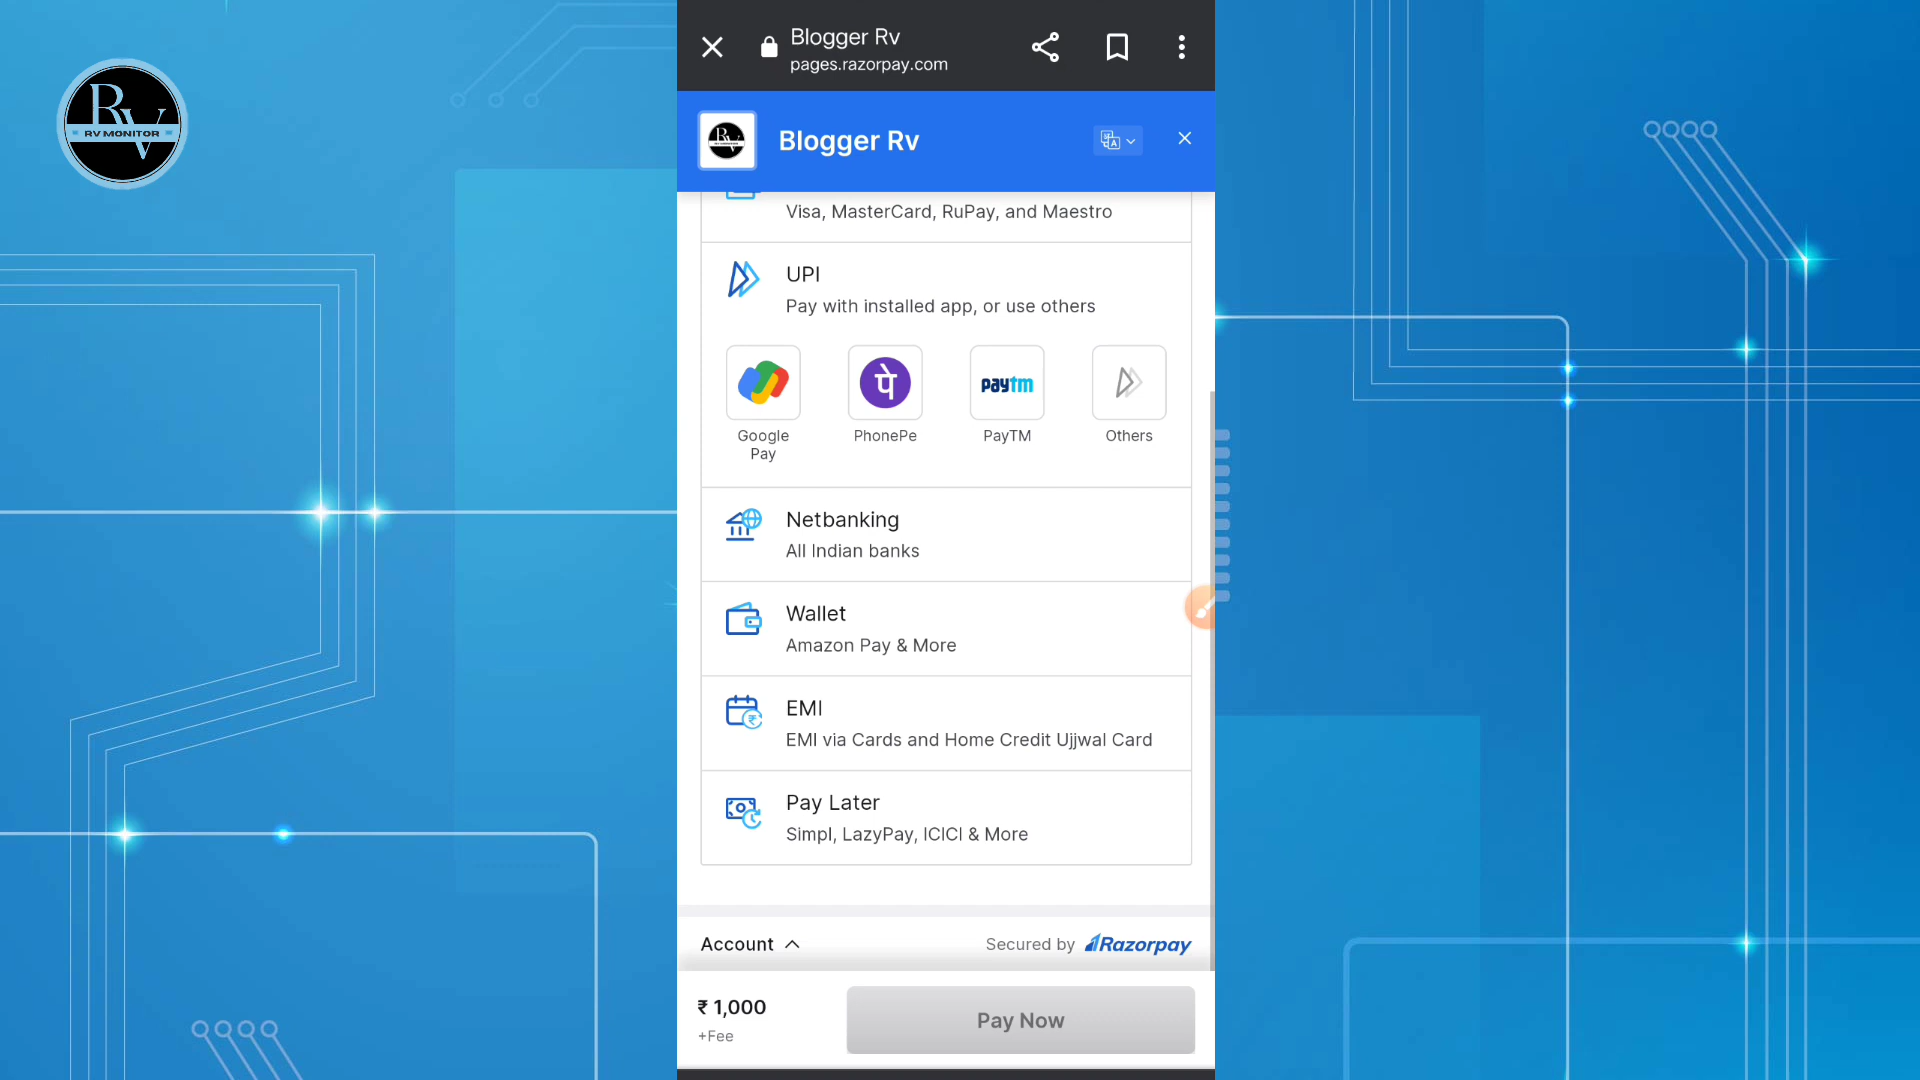 RV
RV MONITOR
Blogger Rv
pages.razorpay.com
RV
Blogger Rv
Visa, MasterCard, RuPay, and Maestro
UPI
Pay with installed app, or use others
पे
paytm
Google
Pay
PhonePe
PayTM
Others
Netbanking
All Indian banks
Wallet
Amazon Pay & More
EMI
EMI via Cards and Home Credit Ujjwal Card
Pay Later
Simpl, LazyPay, ICICI & More
Account
Secured by Razorpay
₹ 1,000
+Fee
Pay Now